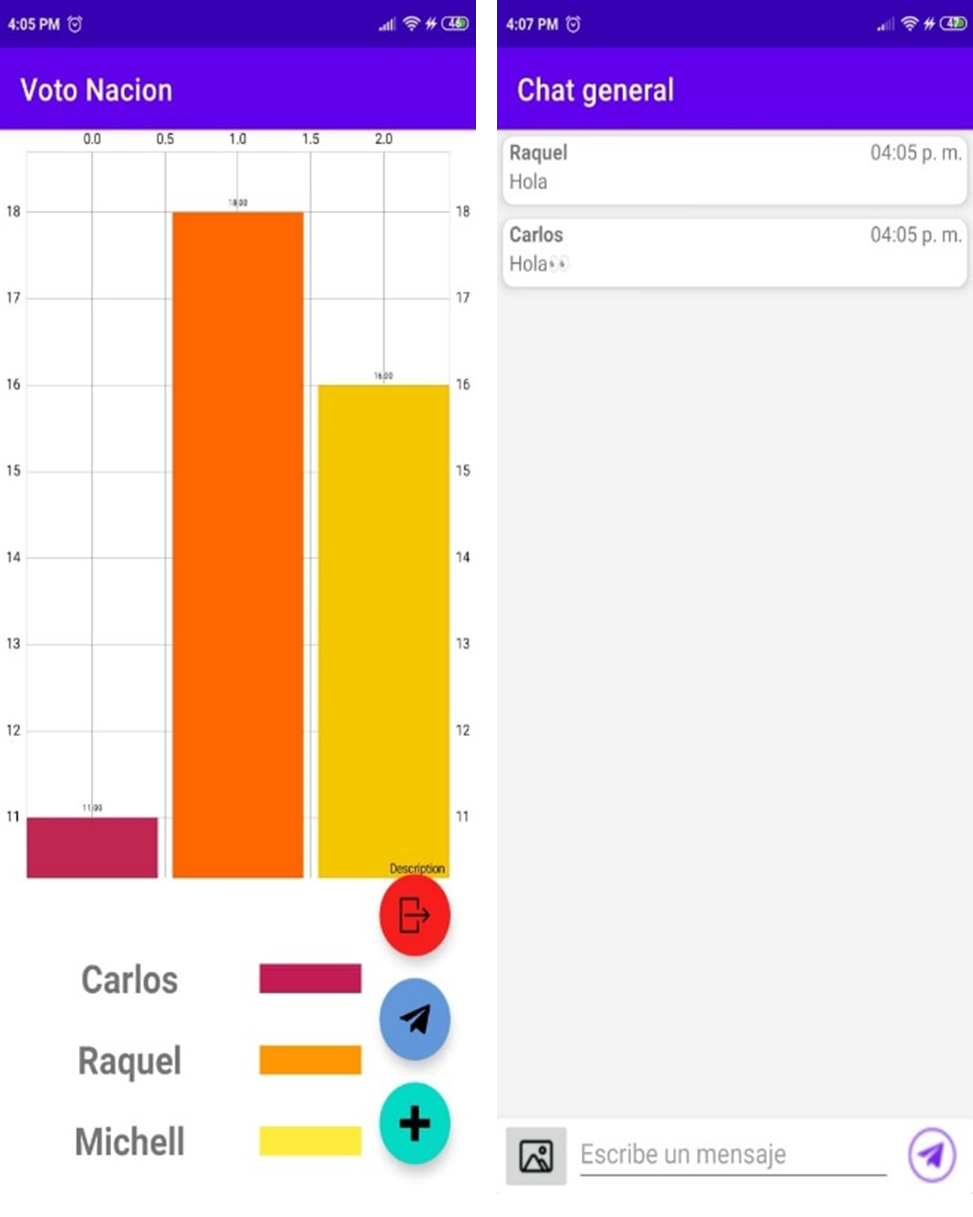 4:05 PM 46
Voto Nacion
0.0 0.5 1.0 1.5 2.0
18.00
18 18
17 17
16.00
16 16
15 15
14 14
13 13
12 12
11.00
11 11
Description
Carlos
Raquel
Michell
4:07 PM 47
Chat general
Raquel 04:05 p. m.
Hola
Carlos 04:05 p. m.
Hola👀
Escribe un mensaje